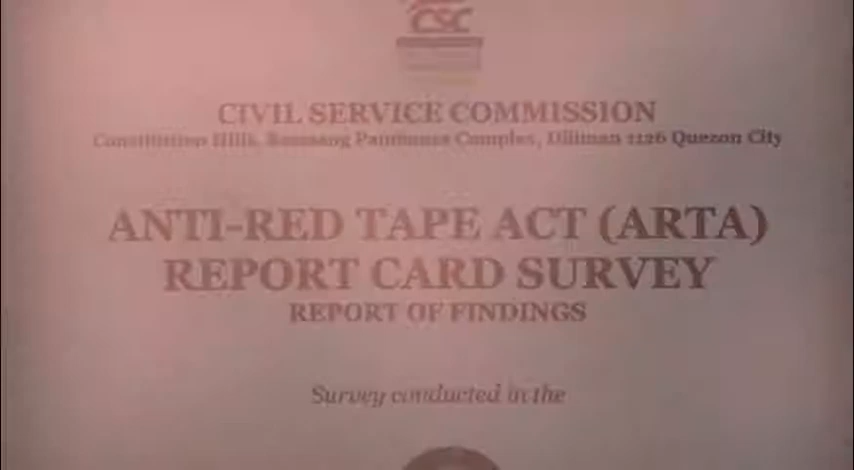 CSC
CIVIL SERVICE COMMISSION
Constitution Hills, Batasang Pambansa Complex, Diliman 1126 Quezon City
ANTI-RED TAPE ACT (ARTA)
REPORT CARD SURVEY
REPORT OF FINDINGS
Survey conducted in the